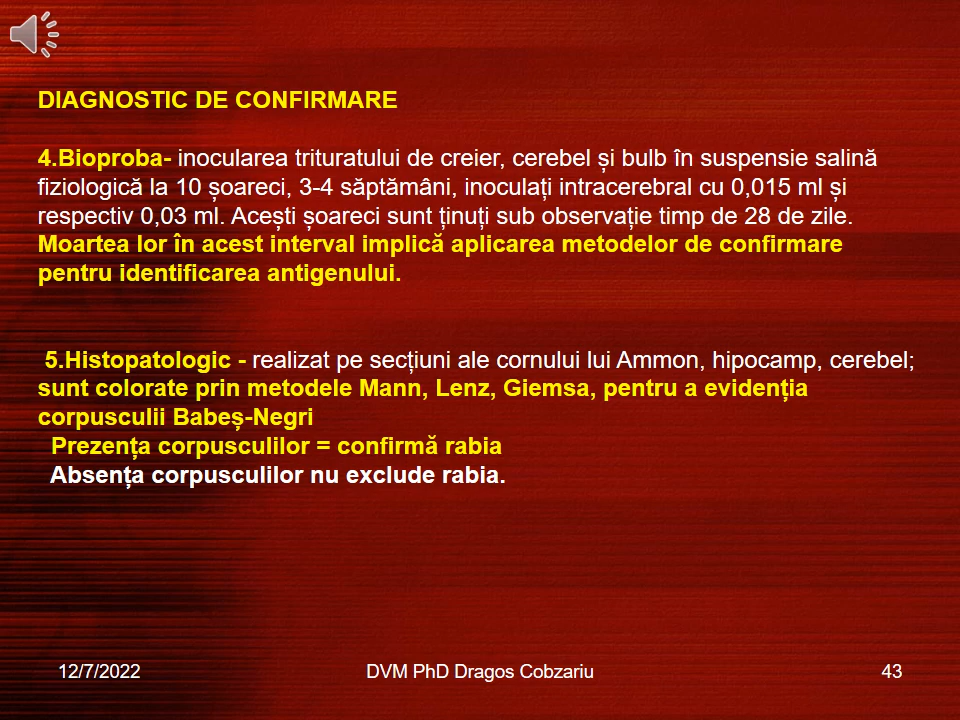 DIAGNOSTIC DE CONFIRMARE
4.Bioproba- inocularea trituratului de creier, cerebel și bulb în suspensie salină
fiziologică la 10 șoareci, 3-4 săptămâni, inoculați intracerebral cu 0,015 ml și
respectiv 0,03 ml. Acești șoareci sunt ținuți sub observație timp de 28 de zile.
Moartea lor în acest interval implică aplicarea metodelor de confirmare
pentru identificarea antigenului.
5.Histopatologic - realizat pe secțiuni ale cornului lui Ammon, hipocamp, cerebel;
sunt colorate prin metodele Mann, Lenz, Giemsa, pentru a evidenția
corpusculii Babeș-Negri
Prezența corpusculilor = confirmă rabia
Absența corpusculilor nu exclude rabia.
12/7/2022 DVM PhD Dragos Cobzariu 43